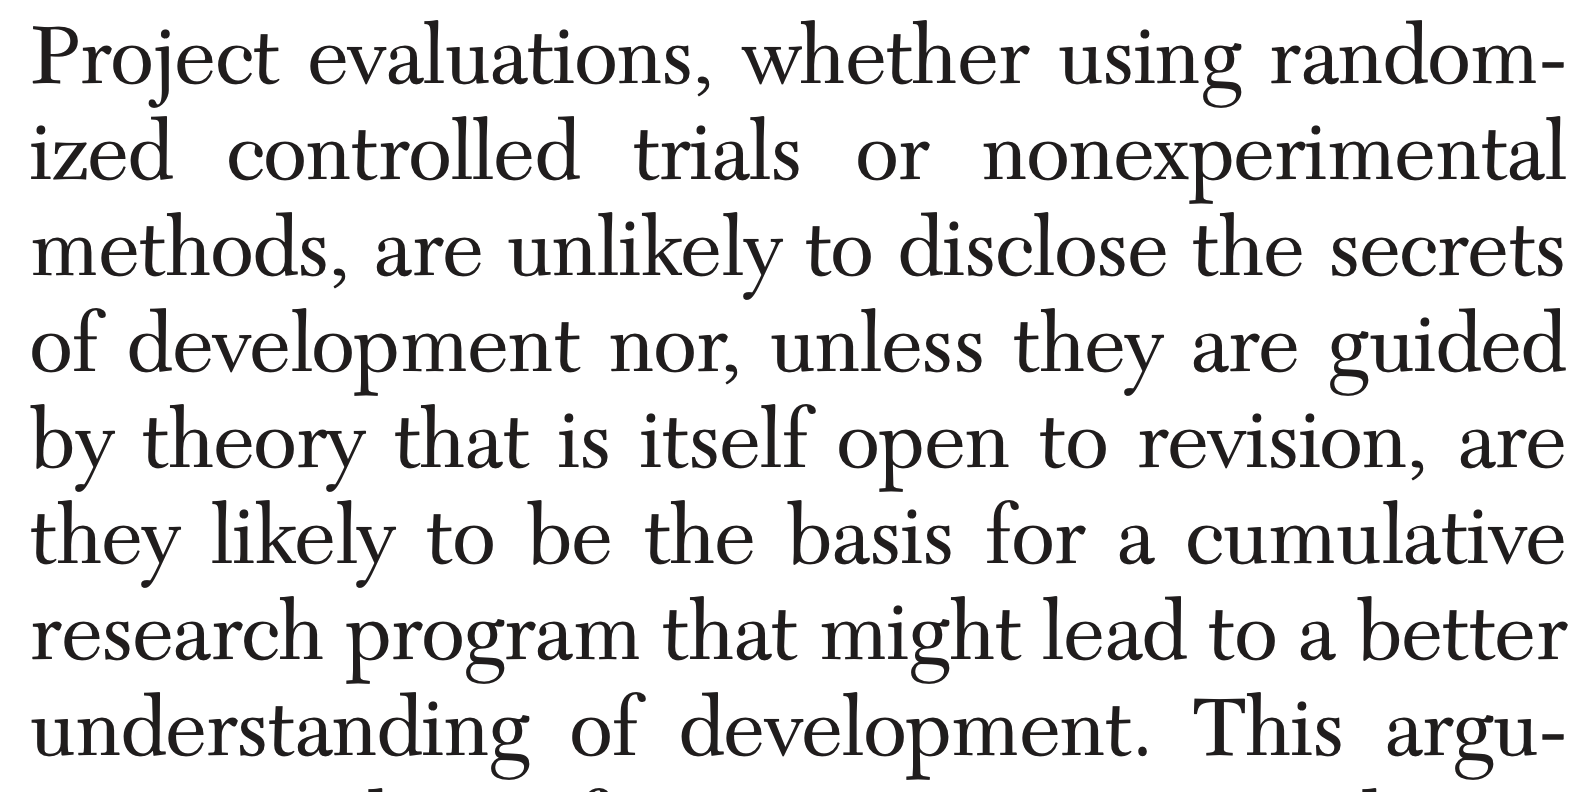 Project evaluations, whether using random-
ized controlled trials or nonexperimental
methods, are unlikely to disclose the secrets
of development nor, unless they are guided
by theory that is itself open to revision, are
they likely to be the basis for a cumulative
research program that might lead to a better
understanding of development. This argu-